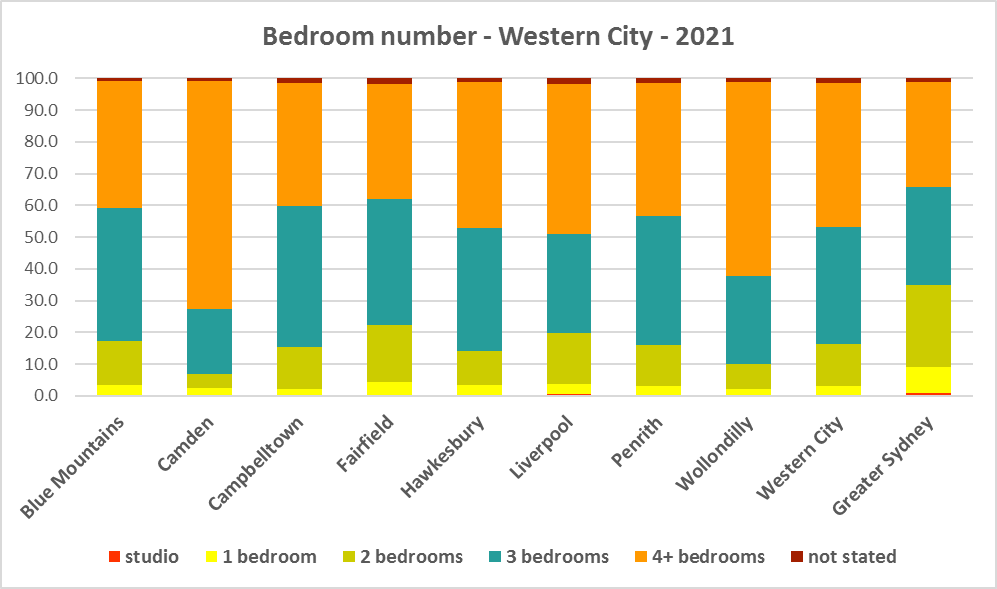 Bedroom number - Western City - 2021
100.0
90.0
80.0
70.0
60.0
50.0
40.0
30.0
20.0
10.0
0.0
Blue Mountains
Camden
Campbelltown
Fairfield
Hawkesbury
Liverpool
Penrith
Wollondilly
Western City
Greater Sydney
studio 1 bedroom 2 bedrooms 3 bedrooms 4+ bedrooms not stated